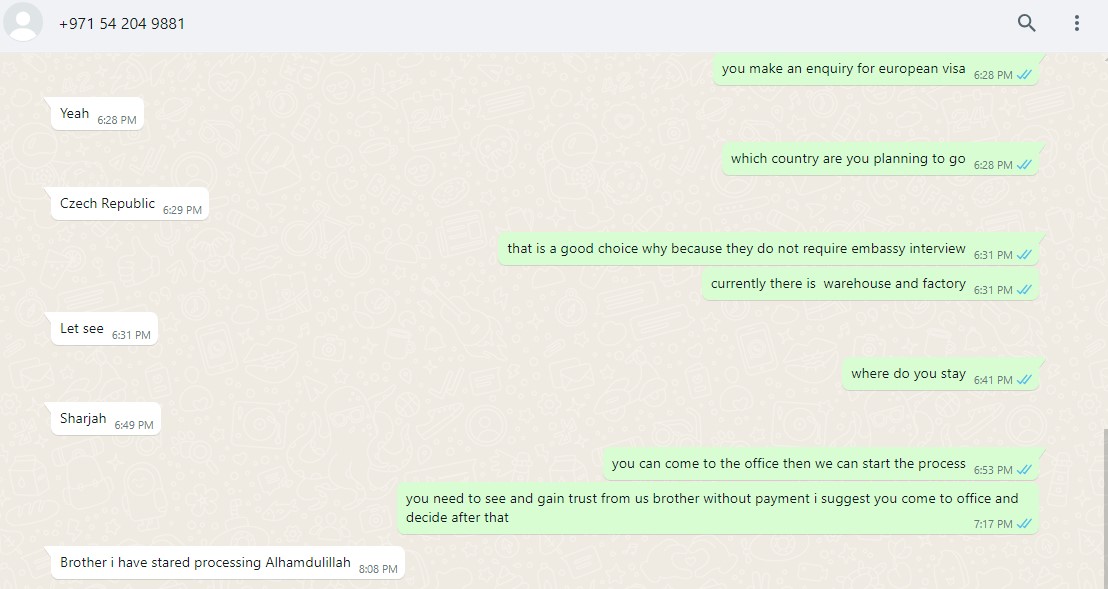 +971 54 204 9881
you make an enquiry for european visa 6:28 PM
Yeah 6:28 PM
which country are you planning to go 6:28 PM
Czech Republic 6:29 PM
that is a good choice why because they do not require embassy interview 6:31 PM
currently there is  warehouse and factory 6:31 PM
Let see 6:31 PM
where do you stay 6:41 PM
Sharjah 6:49 PM
you can come to the office then we can start the process 6:53 PM
you need to see and gain trust from us brother without payment i suggest you come to office and
decide after that 7:17 PM
Brother i have stared processing Alhamdulillah 8:08 PM